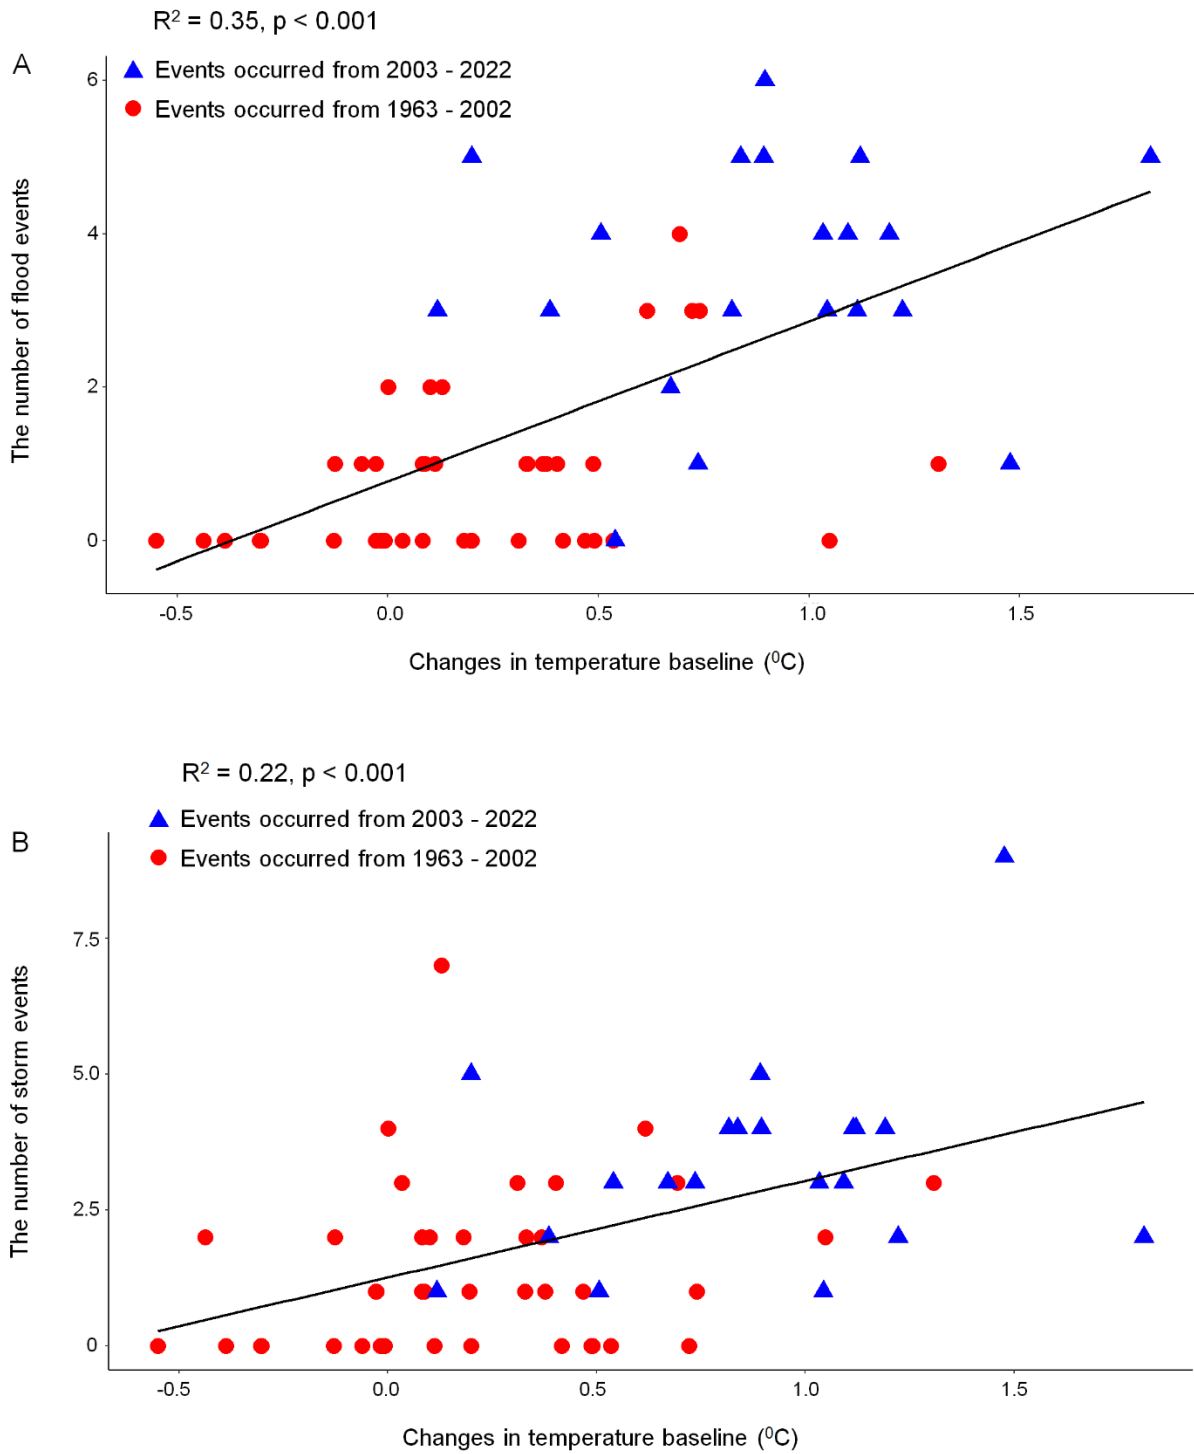 R² = 0.35, p < 0.001
A
Events occurred from 2003 - 2022
Events occurred from 1963 - 2002
The number of flood events
6
4
2
0
-0.5 0.0 0.5 1.0 1.5
Changes in temperature baseline (⁰C)
R² = 0.22, p < 0.001
B
Events occurred from 2003 - 2022
Events occurred from 1963 - 2002
The number of storm events
7.5
5.0
2.5
0
-0.5 0.0 0.5 1.0 1.5
Changes in temperature baseline (⁰C)